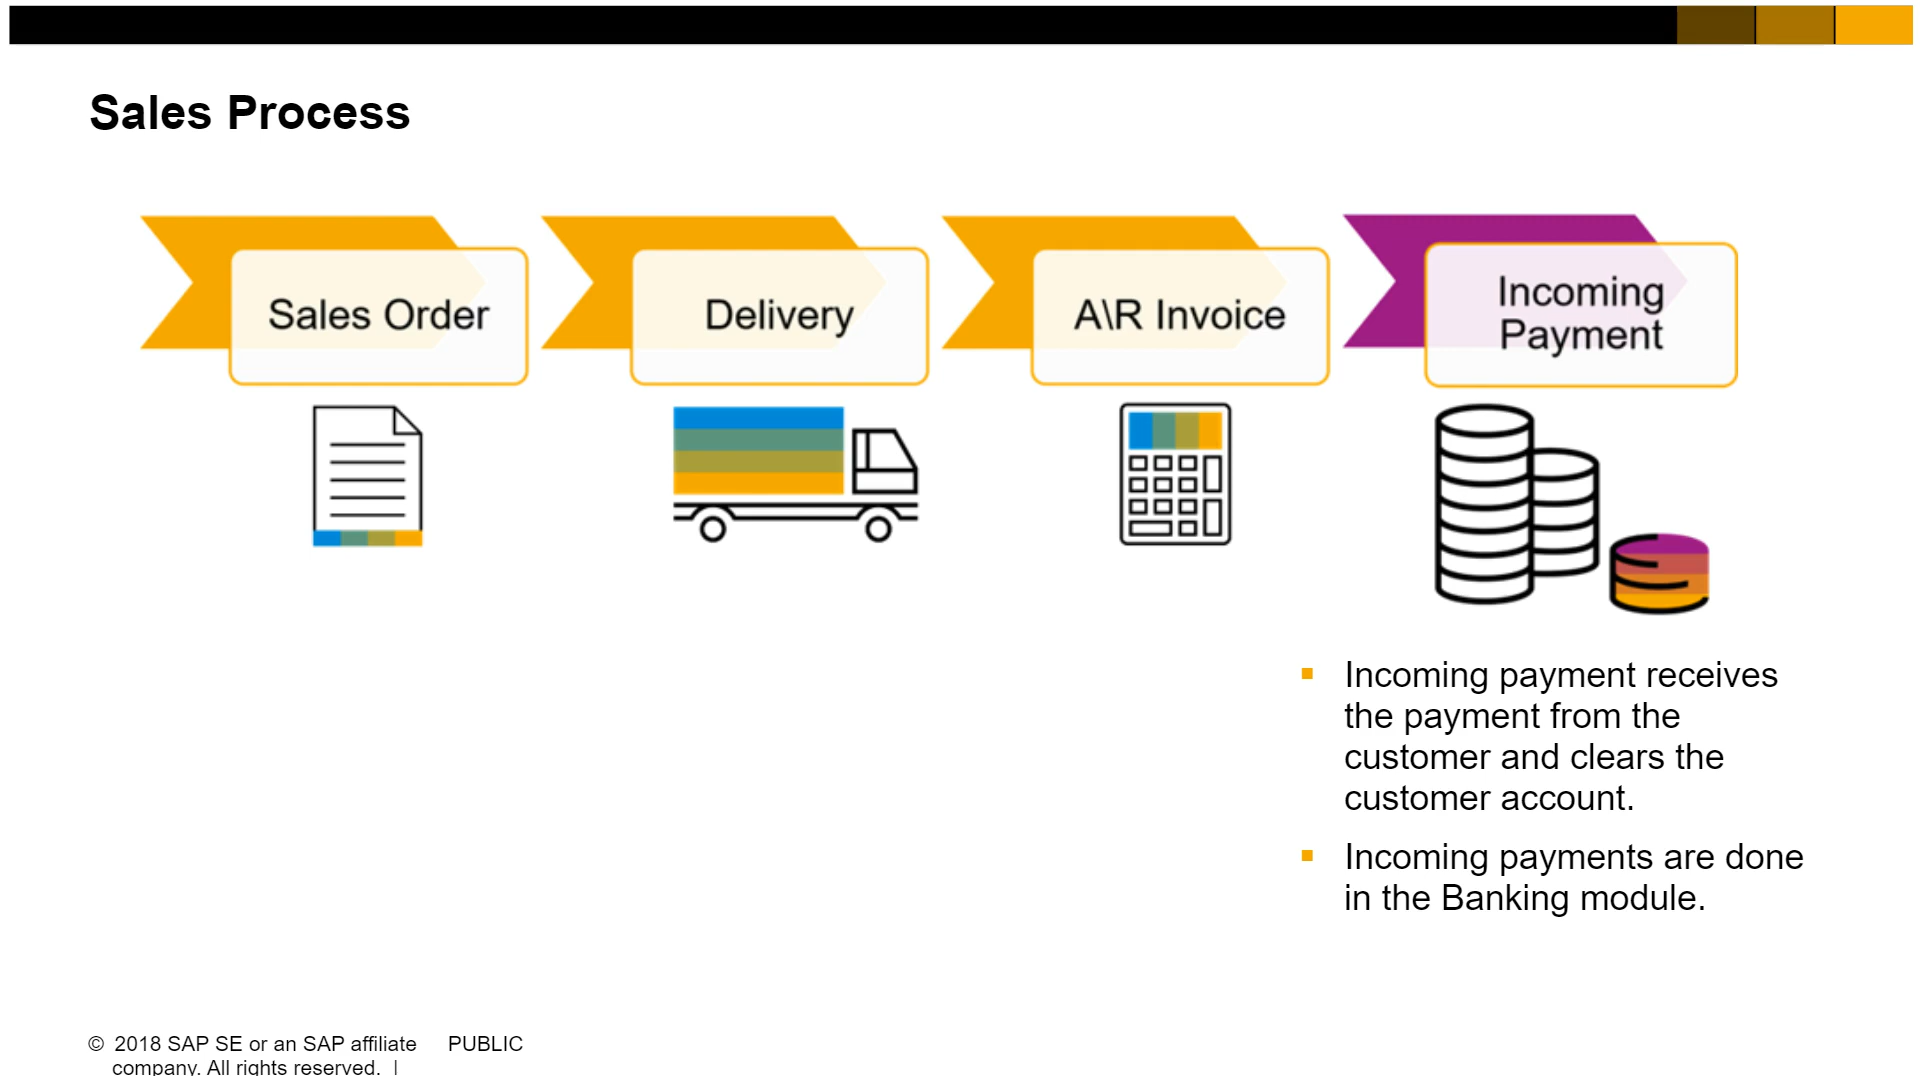 Sales Process
Sales Order
Delivery
A\R Invoice
Incoming
Payment
▪ Incoming payment receives
the payment from the
customer and clears the
customer account.
▪ Incoming payments are done
in the Banking module.
© 2018 SAP SE or an SAP affiliate PUBLIC
company. All rights reserved. |